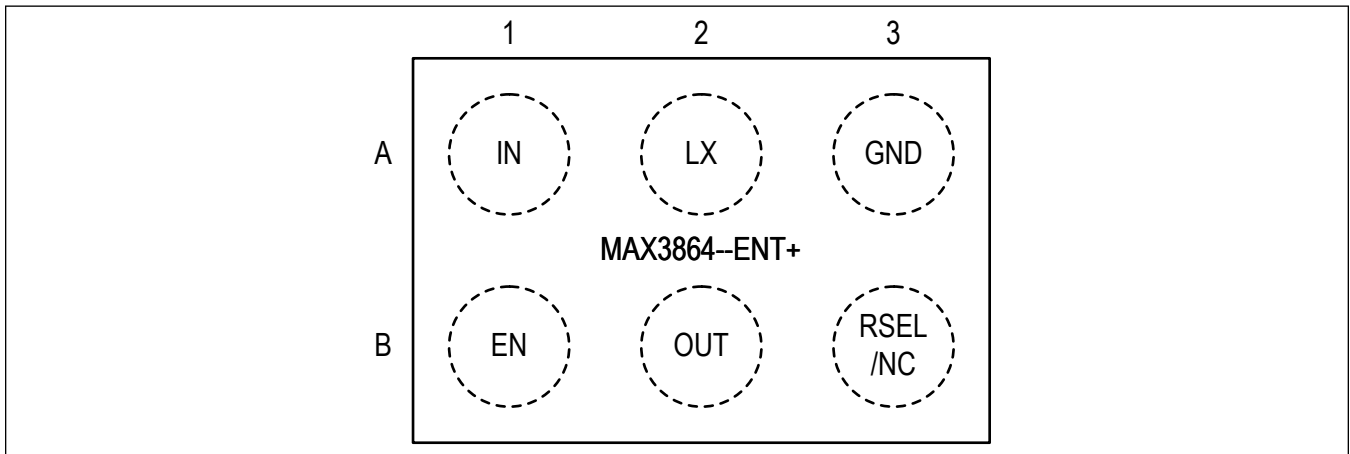 1 2 3
A IN LX GND
MAX3864--ENT+
B EN OUT RSEL
/NC